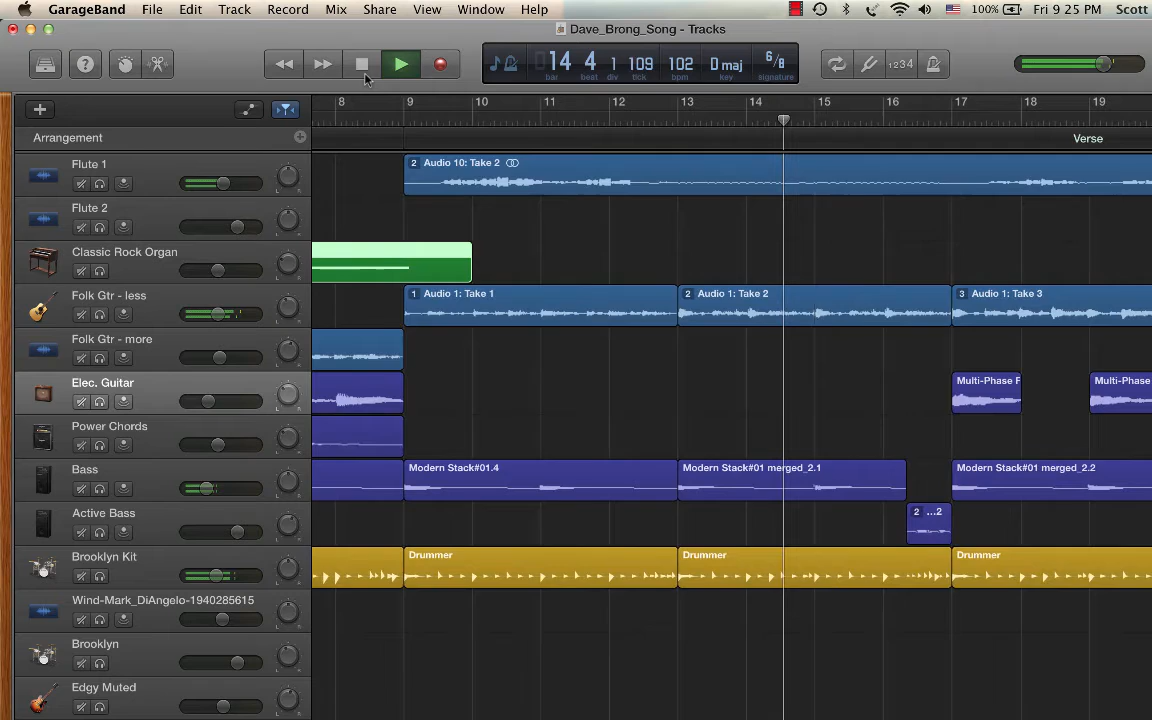 GarageBand File Edit Track Record Mix Share View Window Help 100% Fri 9 25 PM Scott
Dave_Brong_Song - Tracks
14 4 1 109 102 D maj 6/8
bar beat div tick bpm key signature
1234
8 9 10 11 12 13 14 15 16 17 18 19
Arrangement Verse
Flute 1
2 Audio 10: Take 2
Flute 2
Classic Rock Organ
Folk Gtr - less
1 Audio 1: Take 1 2 Audio 1: Take 2 3 Audio 1: Take 3
Folk Gtr - more
Elec. Guitar
Multi-Phase F Multi-Phase
Power Chords
Bass
Modern Stack#01.4 Modern Stack#01 merged_2.1 Modern Stack#01 merged_2.2
Active Bass
2 ...2
Brooklyn Kit
Drummer Drummer Drummer
Wind-Mark_DiAngelo-1940285615
Brooklyn
Edgy Muted